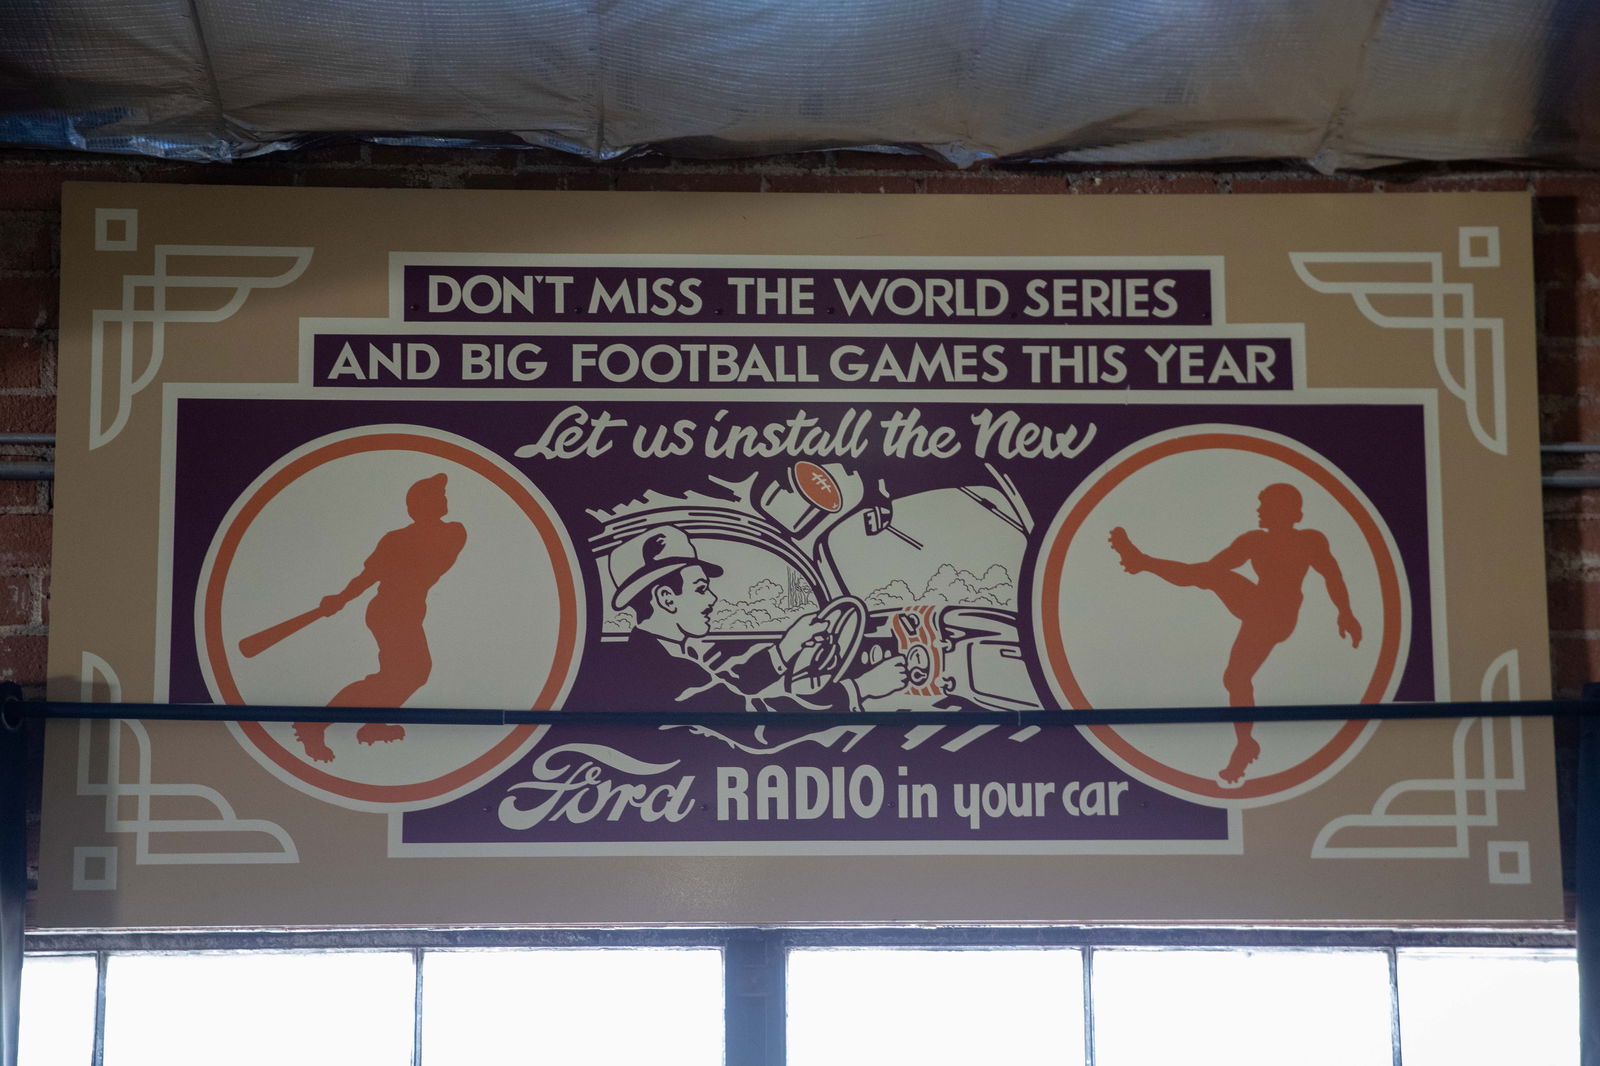 DON'T MISS THE WORLD SERIES
AND BIG FOOTBALL GAMES THIS YEAR
Let us install the New
Ford RADIO in your car